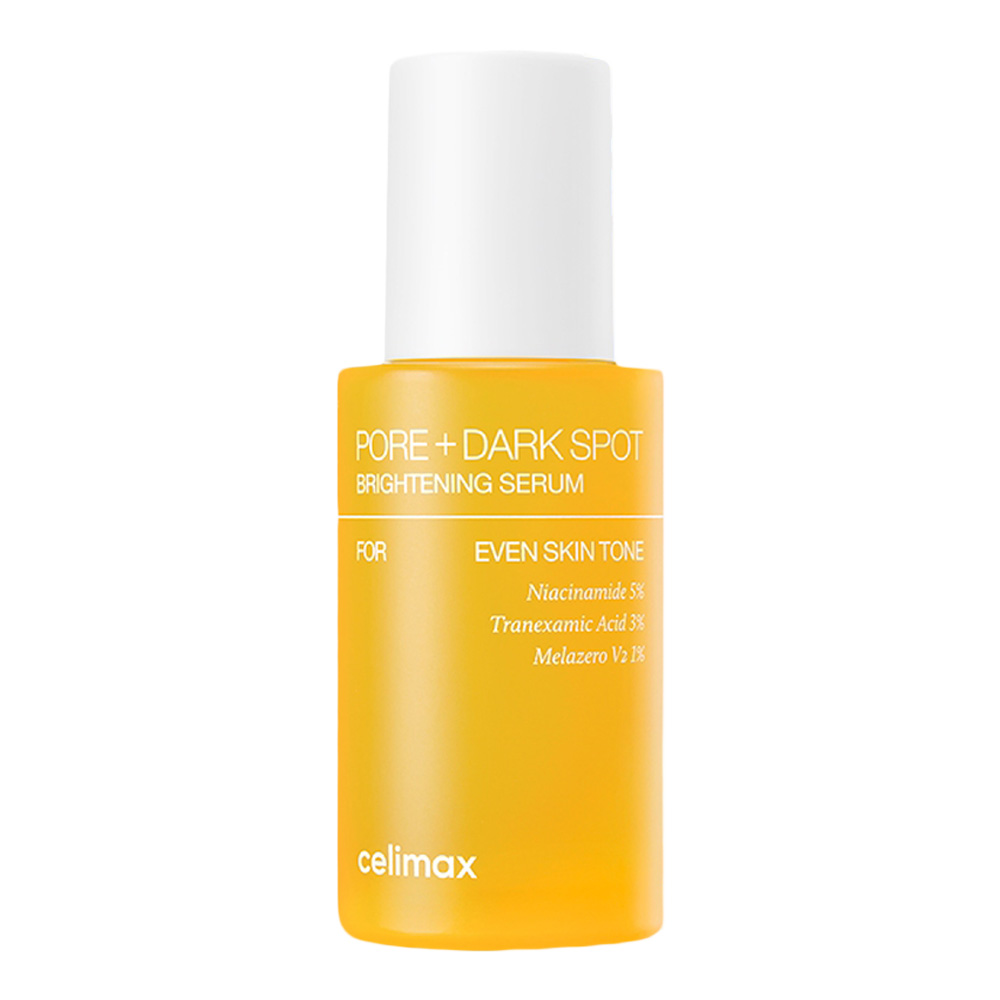 PORE + DARK SPOT
BRIGHTENING SERUM
FOR EVEN SKIN TONE
Niacinamide 5%
Tranexamic Acid 3%
Melazero V2 1%
celimax